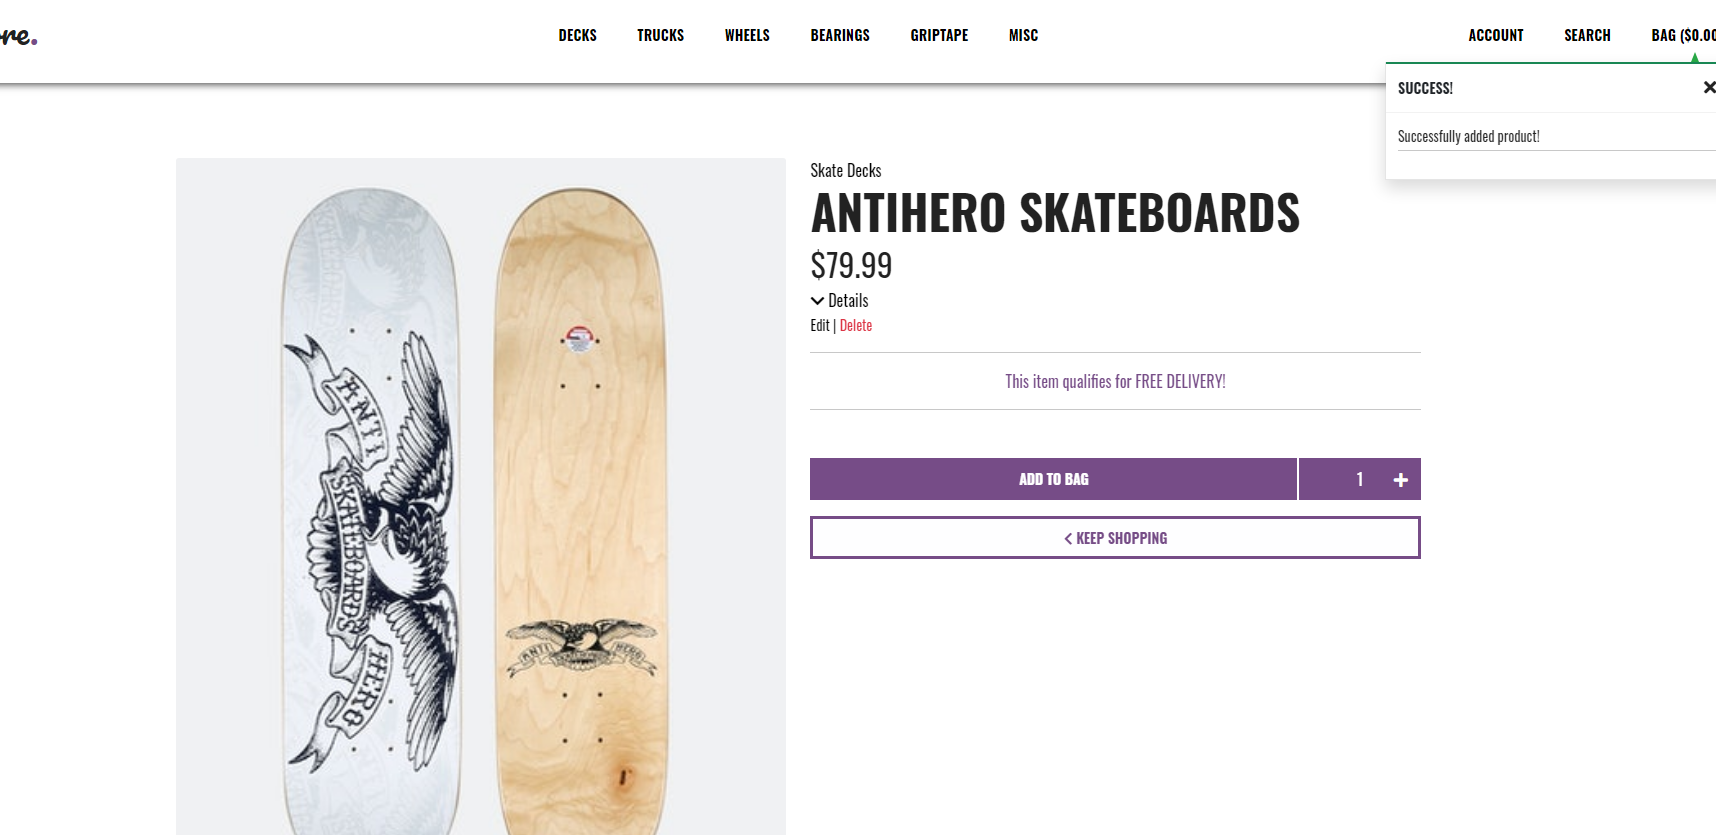 re.
DECKS TRUCKS WHEELS BEARINGS GRIPTAPE MISC
ACCOUNT SEARCH BAG ($0.00
SUCCESS!
Successfully added product!
Skate Decks
ANTIHERO SKATEBOARDS
$79.99
Details
Edit | Delete
This item qualifies for FREE DELIVERY!
ADD TO BAG 1 +
< KEEP SHOPPING
ANTI
SKATEBOARDS
HERO
ANTI HERO